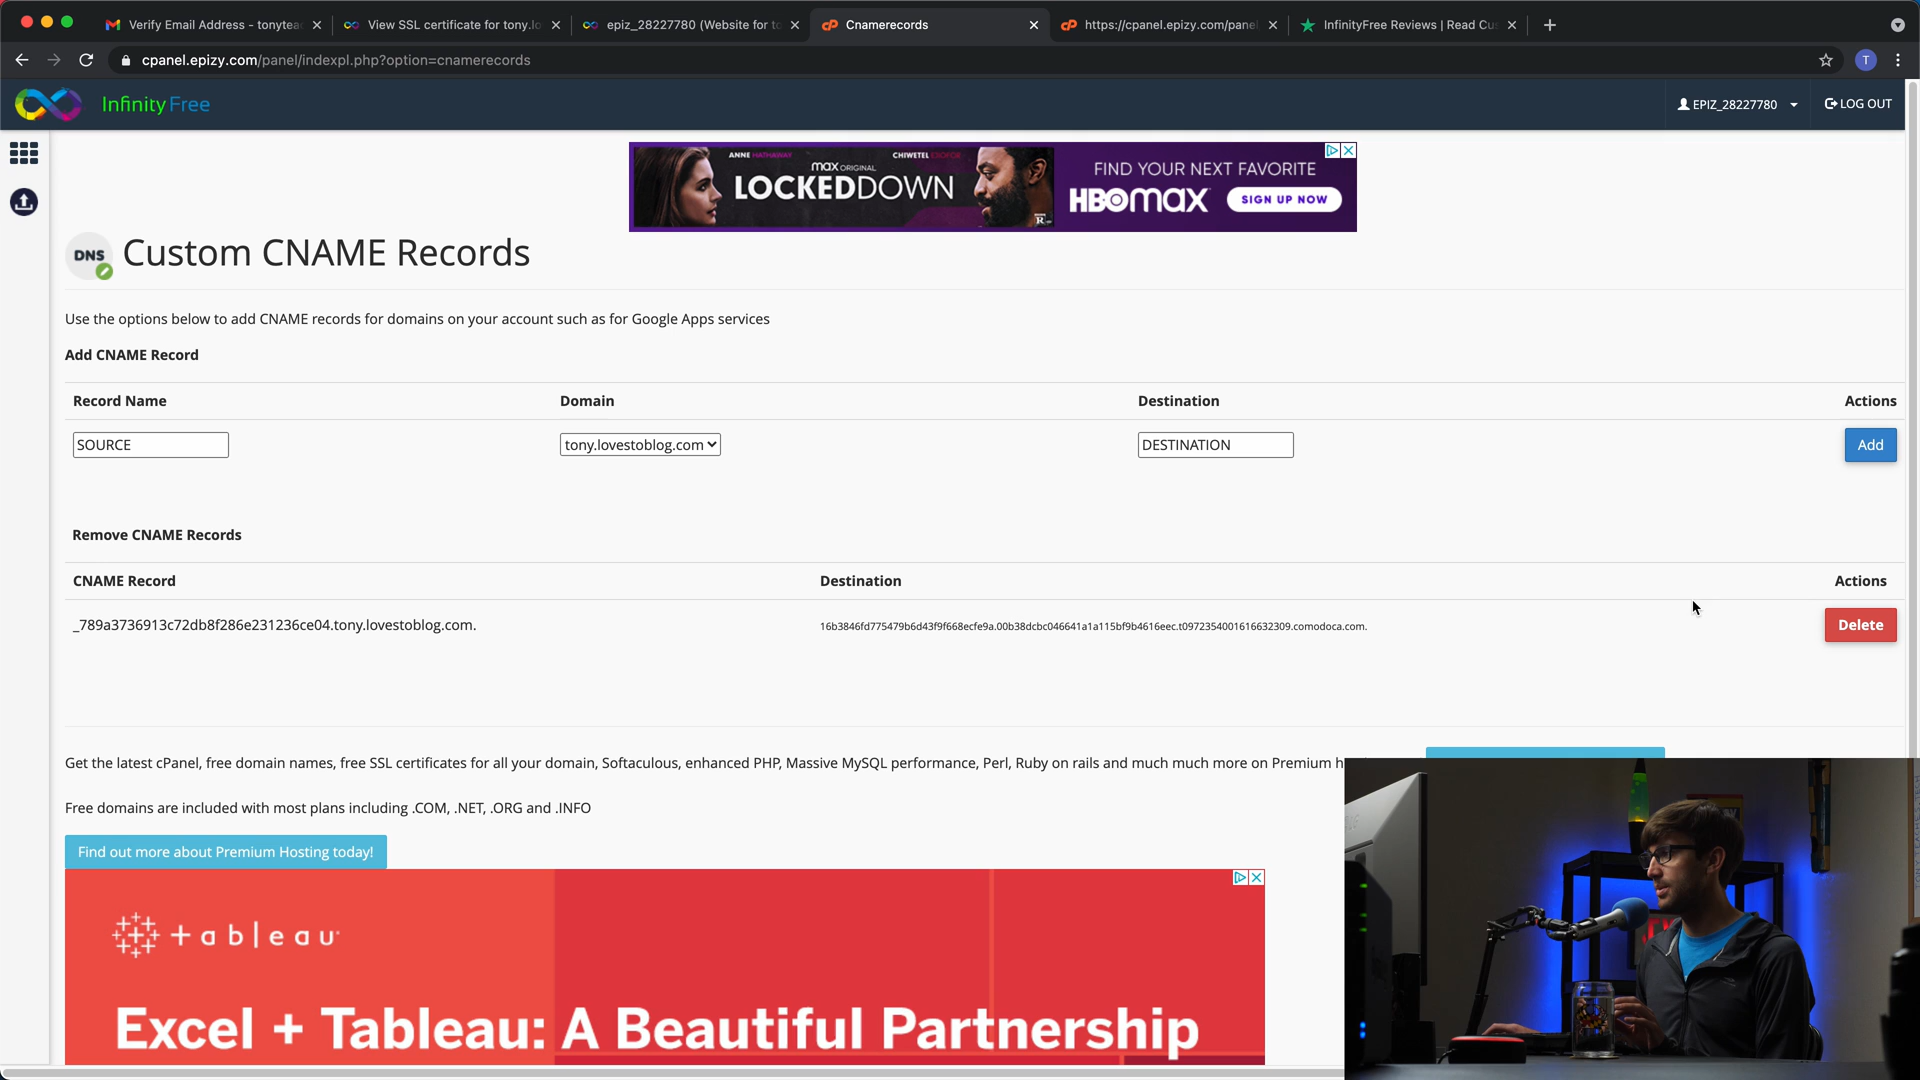 Verify Email Address - tonytea
View SSL certificate for tony.lo
epiz_28227780 (Website for to
Cnamerecords
https://cpanel.epizy.com/pane
InfinityFree Reviews | Read Cus
cpanel.epizy.com/panel/indexpl.php?option=cnamerecords
T
InfinityFree
EPIZ_28227780
LOG OUT
ANNE HATHAWAY
CHIWETEL EJIOFOR
max ORIGINAL
LOCKEDDOWN
R
FIND YOUR NEXT FAVORITE
HBOMAX
SIGN UP NOW
DNS
Custom CNAME Records
Use the options below to add CNAME records for domains on your account such as for Google Apps services
Add CNAME Record
Record Name Domain Destination Actions
SOURCE tony.lovestoblog.com DESTINATION Add
Remove CNAME Records
CNAME Record Destination Actions
_789a3736913c72db8f286e231236ce04.tony.lovestoblog.com. 16b3846fd775479b6d43f9f668ecfe9a.00b38dcbc046641a1a115bf9b4616eec.t0972354001616632309.comodoca.com. Delete
Get the latest cPanel, free domain names, free SSL certificates for all your domain, Softaculous, enhanced PHP, Massive MySQL performance, Perl, Ruby on rails and much much more on Premium
Free domains are included with most plans including .COM, .NET, .ORG and .INFO
Find out more about Premium Hosting today!
+ableau
Excel + Tableau: A Beautiful Partnership